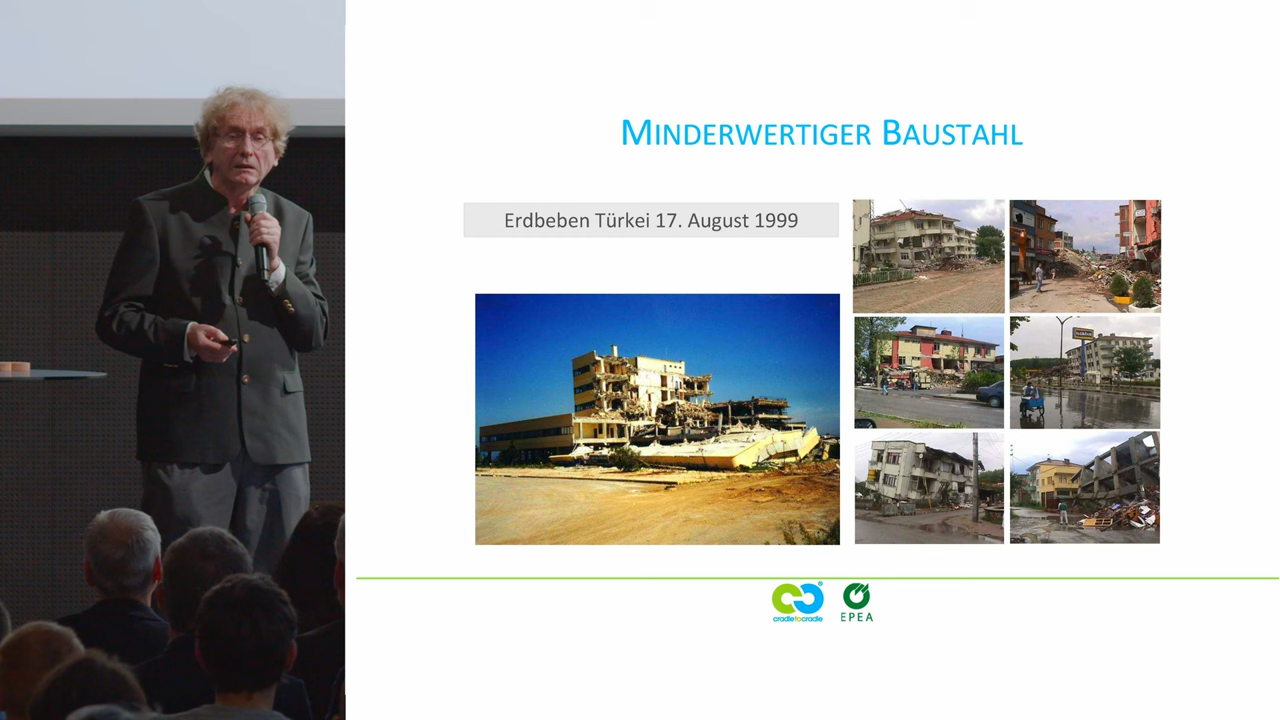 MINDERWERTIGER BAUSTAHL
Erdbeben Türkei 17. August 1999
cradletocradle®
EPEA